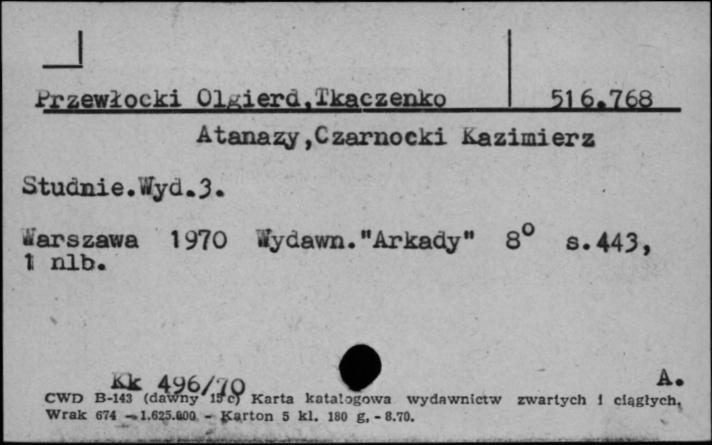 Przewłocki Olgierd,Tkaczenko 516.768
Atanazy,Czarnocki Kazimierz
Studnie.Wyd.3.
Warszawa 1970 Wydawn."Arkady" 8° s.443,
1 nlb.
Kk 496/70 A.
CWD B-143 (dawny 15 c) Karta katalogowa wydawnictw zwartych i ciągłych,
Wrak 674 — 1.625.000 — Karton 5 kl. 180 g. - 8.70.